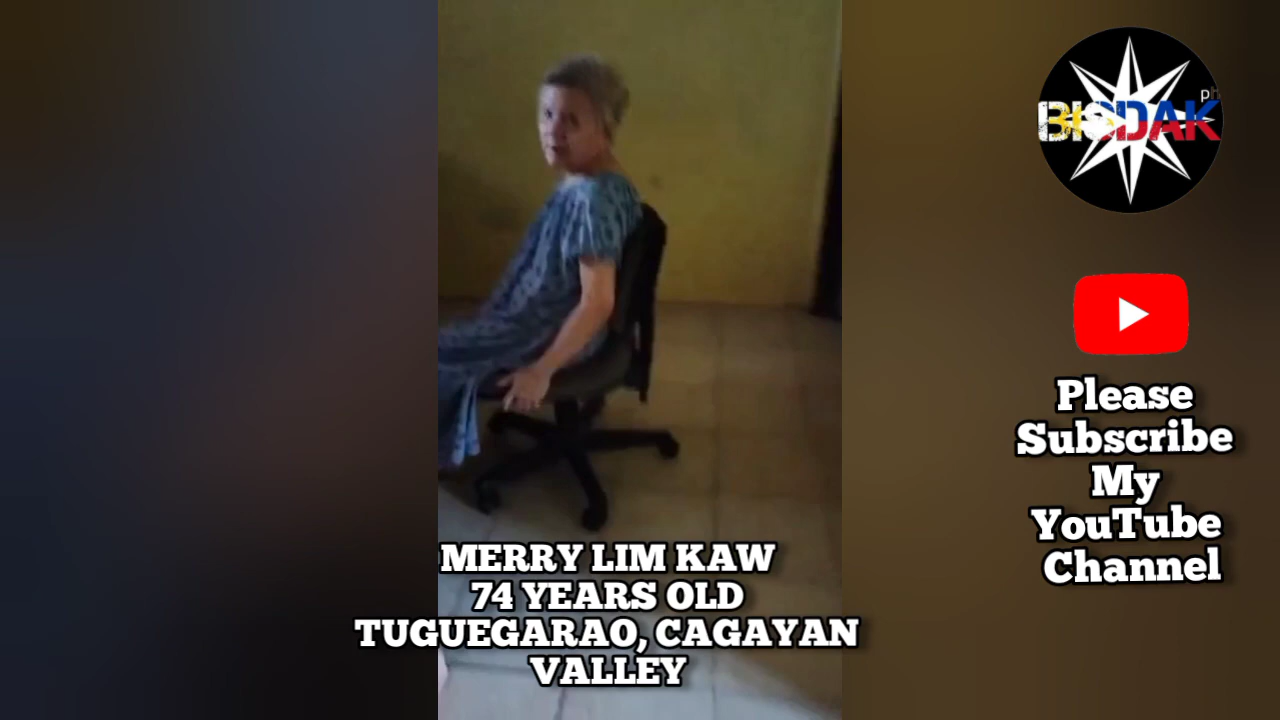 ph
BISDAK
Please
Subscribe
My
YouTube
Channel
MERRY LIM KAW
74 YEARS OLD
TUGUEGARAO, CAGAYAN
VALLEY